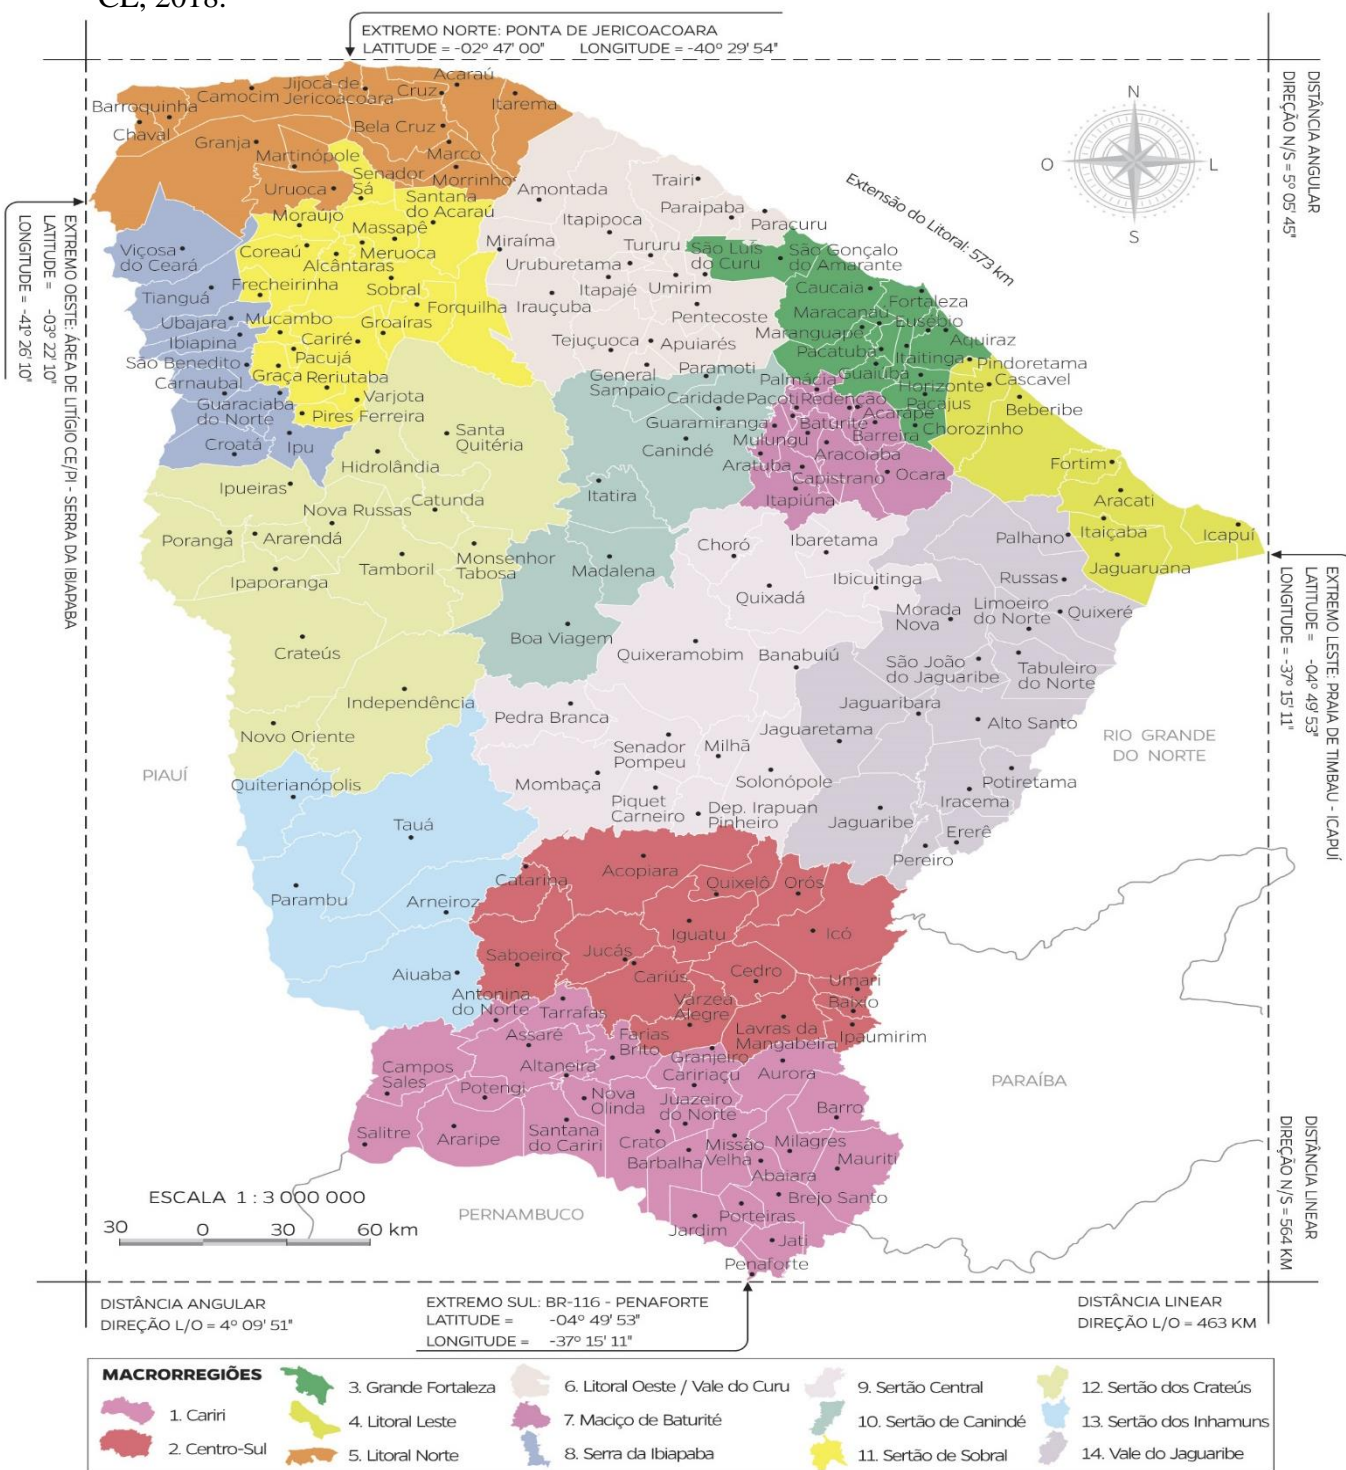 CE, 2018.
EXTREMO NORTE: PONTA DE JERICOACOARA
LATITUDE = -02º 47' 00" LONGITUDE = -40º 29' 54"
DISTÂNCIA ANGULAR
DIREÇÃO N/S = 5º 05' 45"
N
O
L
S
Extensão do Litoral: 573 km
EXTREMO OESTE: ÁREA DE LITÍGIO CE/PI - SERRA DA IBIAPABA
LATITUDE = -03º 22' 10"
LONGITUDE = -41º 26' 10"
Acaraú
Jijoca de
Jericoacoara
Cruz
Camocim
Itarema
Barroquinha
Chaval
Bela Cruz
Granja
Marco
Martinópole
Morrinho
Senador
Sá
Uruoca
Santana
do Acaraú
Moraújo
Massapê
Coreaú
Meruoca
Alcântaras
Frecheirinha
Sobral
Forquilha
Mucambo
Groaíras
Cariré
Pacujá
Graça
Reriutaba
Varjota
Pires Ferreira
Viçosa
do Ceará
Tianguá
Ubajara
Ibiapina
São Benedito
Carnaubal
Guaraciaba
do Norte
Croatá
Ipu
Amontada
Trairi
Paraipaba
Paracuru
Itapipoca
Miraíma
Tururu
Uruburetama
São Luís
do Curu
Itapajé
Umirim
Irauçuba
Pentecoste
Tejuçuoca
Apuiarés
General
Sampaio
Paramoti
São Gonçalo
do Amarante
Caucaia
Fortaleza
Maracanaú
Eusébio
Maranguape
Aquiraz
Pacatuba
Itaitinga
Pindoretama
Guaiúba
Cascavel
Horizonte
Pacajus
Beberibe
Chorozinho
Palmácia
Pacoti
Redenção
Acarape
Caridade
Guaramiranga
Baturité
Barreira
Mulungu
Canindé
Aratuba
Aracoiaba
Capistrano
Ocara
Itapiúna
Fortim
Aracati
Itaiçaba
Icapuí
Jaguaruana
Itatira
Madalena
Boa Viagem
Santa
Quitéria
Hidrolândia
Ipueiras
Catunda
Nova Russas
Poranga
Ararendá
Monsenhor
Tabosa
Tamboril
Ipaporanga
Crateús
Independência
Novo Oriente
Choró
Ibaretama
Ibicuitinga
Quixadá
Quixeramobim
Banabuiú
Pedra Branca
Senador
Pompeu
Milhã
Mombaça
Solonópole
Piquet
Carneiro
Dep. Irapuan
Pinheiro
Palhano
Russas
Limoeiro
do Norte
Quixeré
Morada
Nova
São João
do Jaguaribe
Tabuleiro
do Norte
Jaguaribara
Alto Santo
Jaguaretama
Potiretama
Iracema
Jaguaribe
Ererê
Pereiro
EXTREMO LESTE: PRAIA DE TIMBAU - ICAPUÍ
LATITUDE = -04º 49' 53"
LONGITUDE = -37º 15' 11"
RIO GRANDE
DO NORTE
PIAUÍ
Quiterianópolis
Tauá
Parambu
Arneiroz
Aiuaba
Catarina
Acopiara
Quixelô
Orós
Iguatu
Icó
Saboeiro
Jucás
Cariús
Cedro
Umari
Baixio
Várzea
Alegre
Lavras da
Mangabeira
Ipaumirim
Antonina
do Norte
Tarrafas
Assaré
Farias
Brito
Granjeiro
Campos
Sales
Altaneira
Caririaçu
Aurora
Potengi
Nova
Olinda
Juazeiro
do Norte
Barro
Salitre
Araripe
Santana
do Cariri
Crato
Missão
Velha
Milagres
Barbalha
Mauriti
Abaiara
Brejo Santo
Porteiras
Jardim
Jati
Penaforte
PARAÍBA
PERNAMBUCO
DISTÂNCIA LINEAR
DIREÇÃO N/S = 564 KM
ESCALA 1 : 3 000 000
30 0 30 60 km
DISTÂNCIA ANGULAR
DIREÇÃO L/O = 4º 09' 51"
EXTREMO SUL: BR-116 - PENAFORTE
LATITUDE = -04º 49' 53"
LONGITUDE = -37º 15' 11"
DISTÂNCIA LINEAR
DIREÇÃO L/O = 463 KM
MACRORREGIÕES
1. Cariri
2. Centro-Sul
3. Grande Fortaleza
4. Litoral Leste
5. Litoral Norte
6. Litoral Oeste / Vale do Curu
7. Maciço de Baturité
8. Serra da Ibiapaba
9. Sertão Central
10. Sertão de Canindé
11. Sertão de Sobral
12. Sertão dos Crateús
13. Sertão dos Inhamuns
14. Vale do Jaguaribe